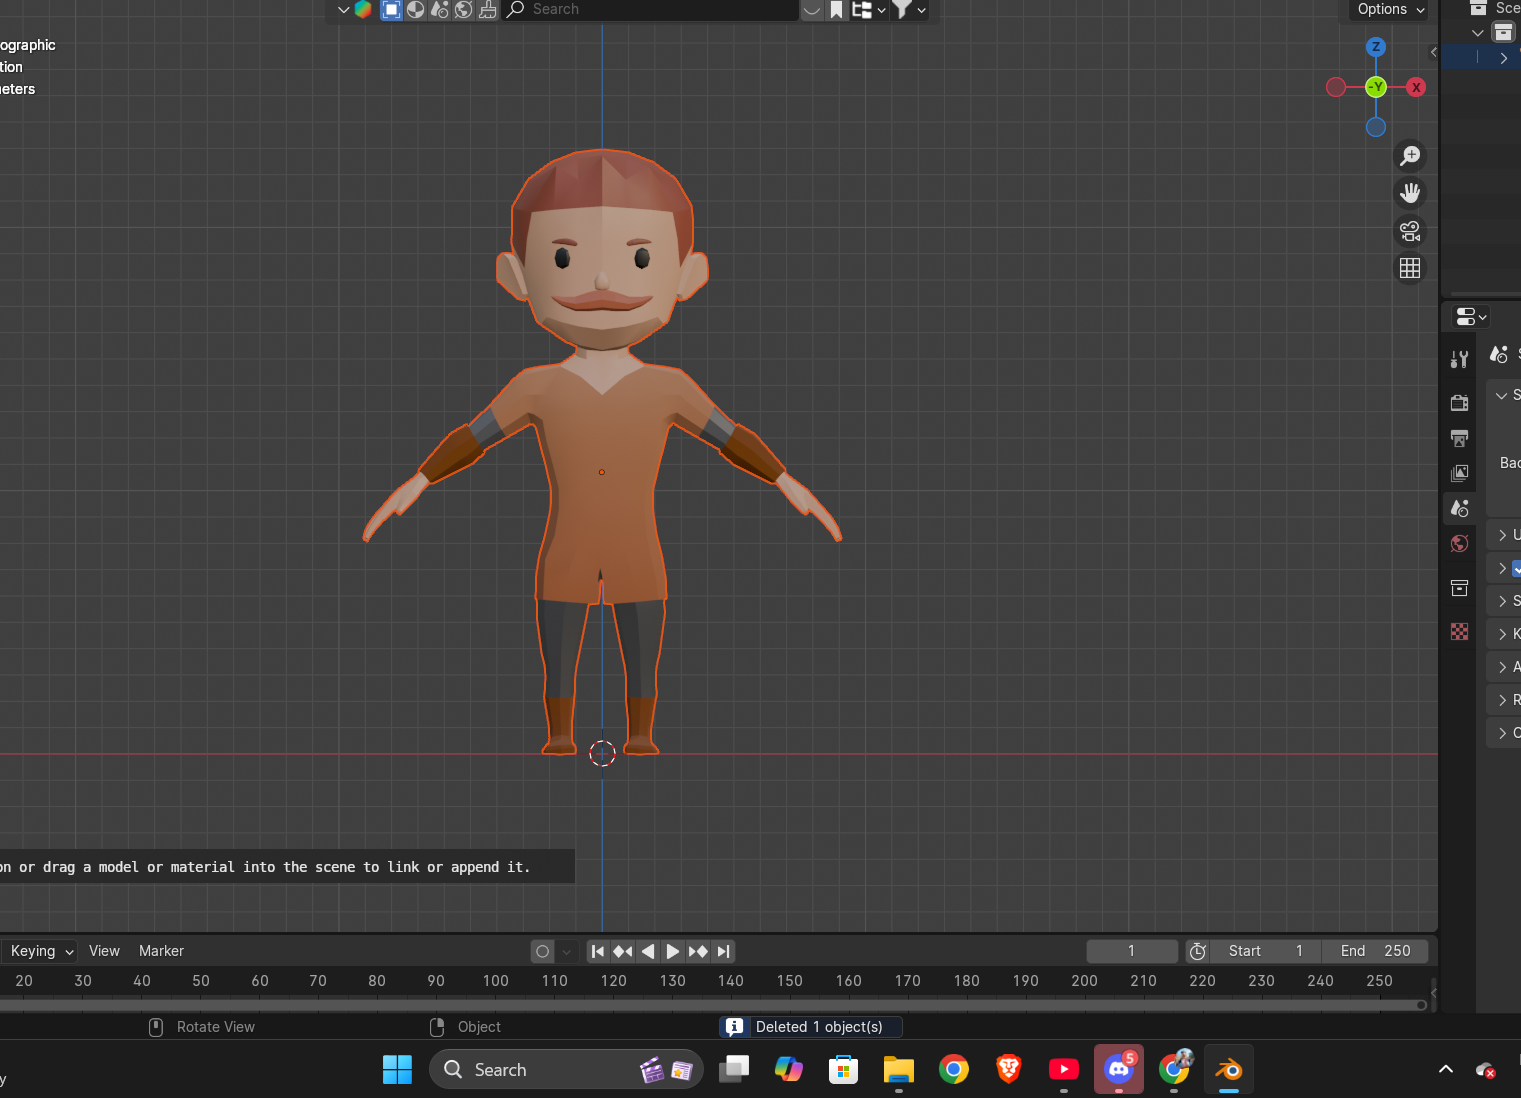 Search
Options
Sce
ographic
tion
neters
Z
-Y
X
S
S
Bac
U
S
K
A
R
C
on or drag a model or material into the scene to link or append it.
Keying
View
Marker
1
Start
1
End
250
20
30
40
50
60
70
80
90
100
110
120
130
140
150
160
170
180
190
200
210
220
230
240
250
Rotate View
Object
Deleted 1 object(s)
y
Search
5